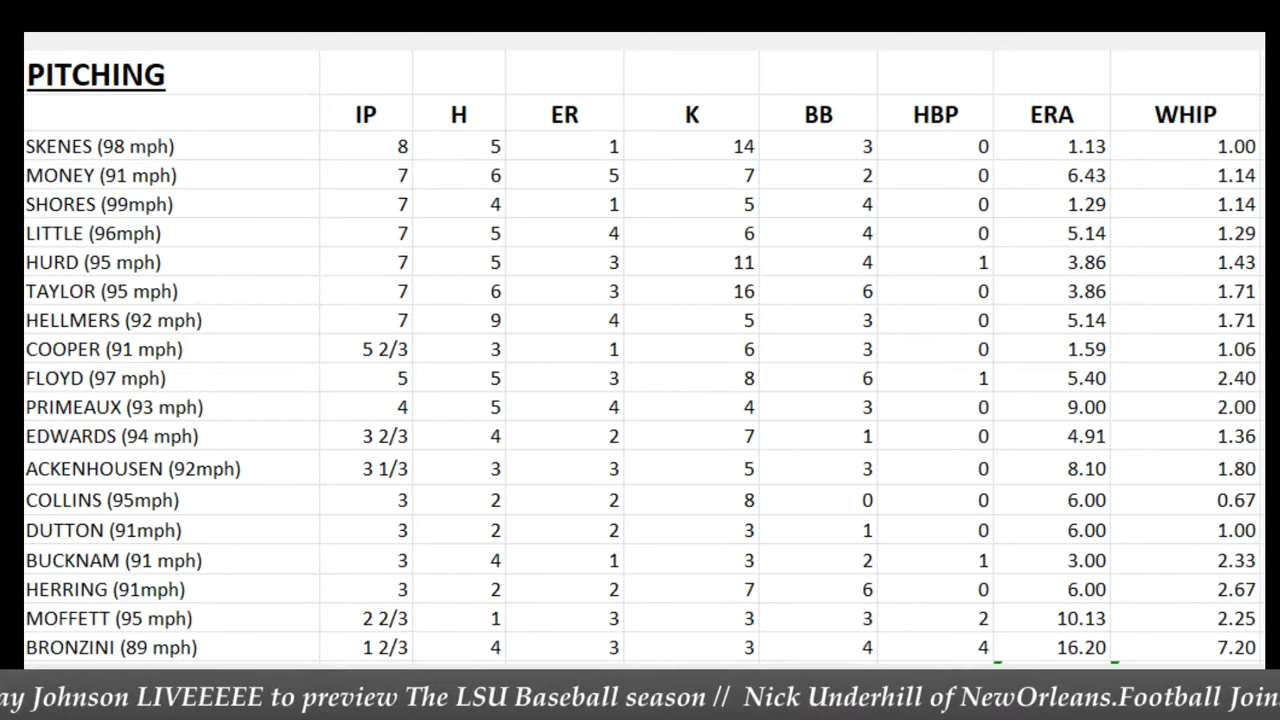 PITCHING
IP H ER K BB HBP ERA WHIP
SKENES (98 mph) 8 5 1 14 3 0 1.13 1.00
MONEY (91 mph) 7 6 5 7 2 0 6.43 1.14
SHORES (99mph) 7 4 1 5 4 0 1.29 1.14
LITTLE (96mph) 7 5 4 6 4 0 5.14 1.29
HURD (95 mph) 7 5 3 11 4 1 3.86 1.43
TAYLOR (95 mph) 7 6 3 16 6 0 3.86 1.71
HELLMERS (92 mph) 7 9 4 5 3 0 5.14 1.71
COOPER (91 mph) 5 2/3 3 1 6 3 0 1.59 1.06
FLOYD (97 mph) 5 5 3 8 6 1 5.40 2.40
PRIMEAUX (93 mph) 4 5 4 4 3 0 9.00 2.00
EDWARDS (94 mph) 3 2/3 4 2 7 1 0 4.91 1.36
ACKENHOUSEN (92mph) 3 1/3 3 3 5 3 0 8.10 1.80
COLLINS (95mph) 3 2 2 8 0 0 6.00 0.67
DUTTON (91mph) 3 2 2 3 1 0 6.00 1.00
BUCKNAM (91 mph) 3 4 1 3 2 1 3.00 2.33
HERRING (91mph) 3 2 2 7 6 0 6.00 2.67
MOFFETT (95 mph) 2 2/3 1 3 3 3 2 10.13 2.25
BRONZINI (89 mph) 1 2/3 4 3 3 4 4 16.20 7.20
ay Johnson LIVEEEEE to preview The LSU Baseball season // Nick Underhill of NewOrleans.Football Join